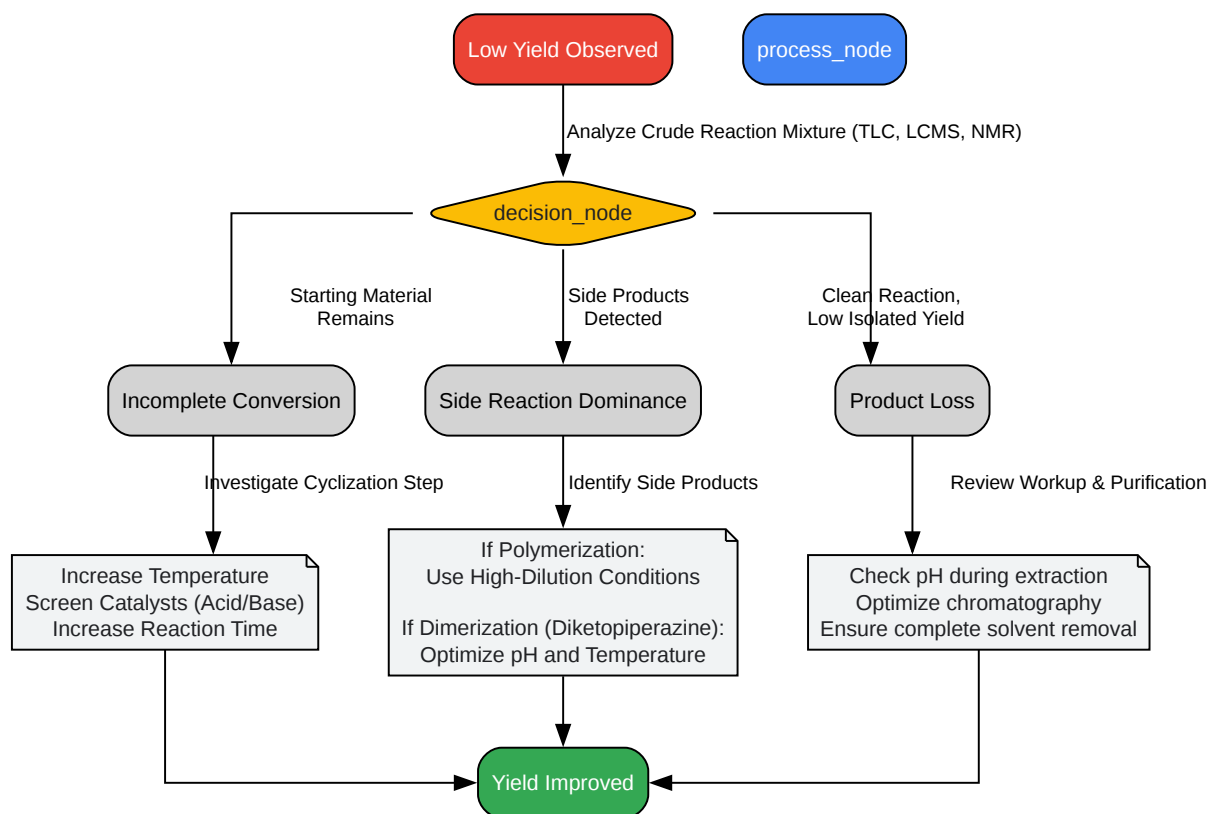 Low Yield Observed
process_node
Analyze Crude Reaction Mixture (TLC, LCMS, NMR)
decision_node
Starting Material
Remains
Side Products
Detected
Clean Reaction,
Low Isolated Yield
Incomplete Conversion
Side Reaction Dominance
Product Loss
Investigate Cyclization Step
Identify Side Products
Review Workup & Purification
Increase Temperature
Screen Catalysts (Acid/Base)
Increase Reaction Time
If Polymerization:
Use High-Dilution Conditions
If Dimerization (Diketopiperazine):
Optimize pH and Temperature
Check pH during extraction
Optimize chromatography
Ensure complete solvent removal
Yield Improved